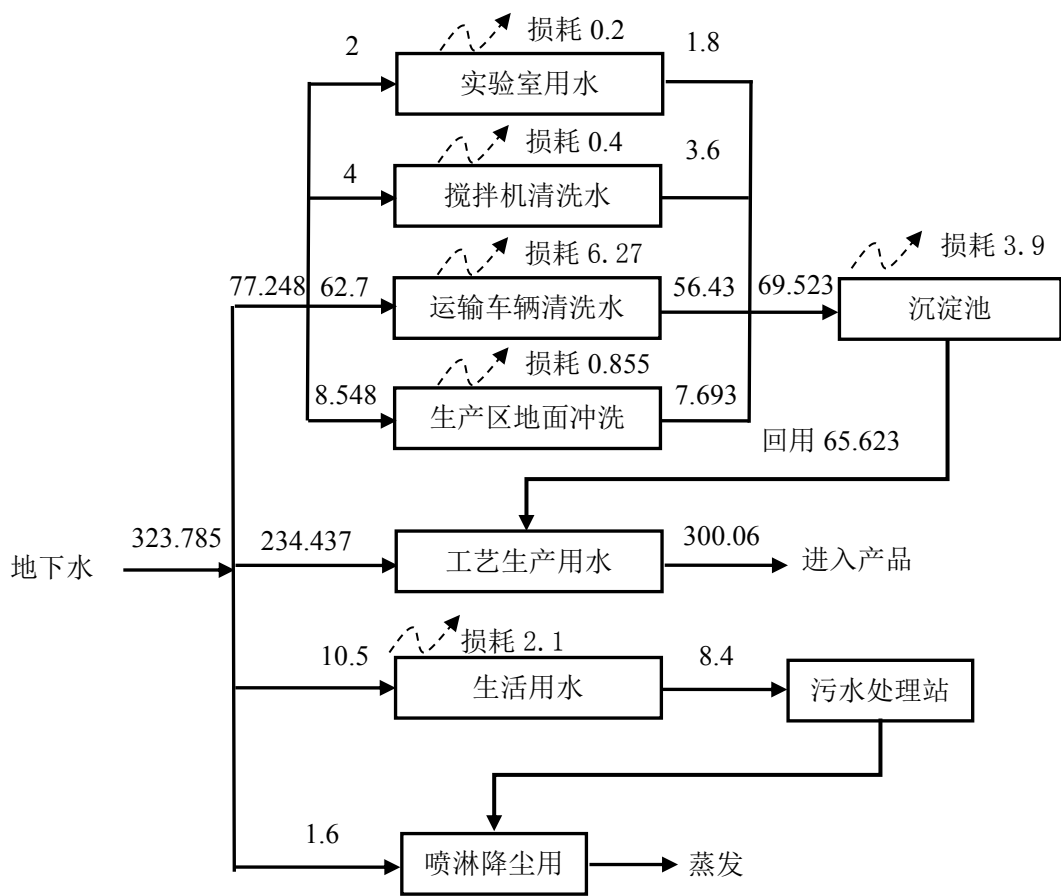 损耗 0.2
2
1.8
实验室用水
损耗 0.4
4
3.6
搅拌机清洗水
损耗 6.27
损耗 3.9
77.248
62.7
56.43
69.523
运输车辆清洗水
沉淀池
损耗 0.855
8.548
7.693
生产区地面冲洗
回用 65.623
323.785
234.437
300.06
地下水
工艺生产用水
进入产品
损耗 2.1
10.5
8.4
生活用水
污水处理站
1.6
喷淋降尘用
蒸发